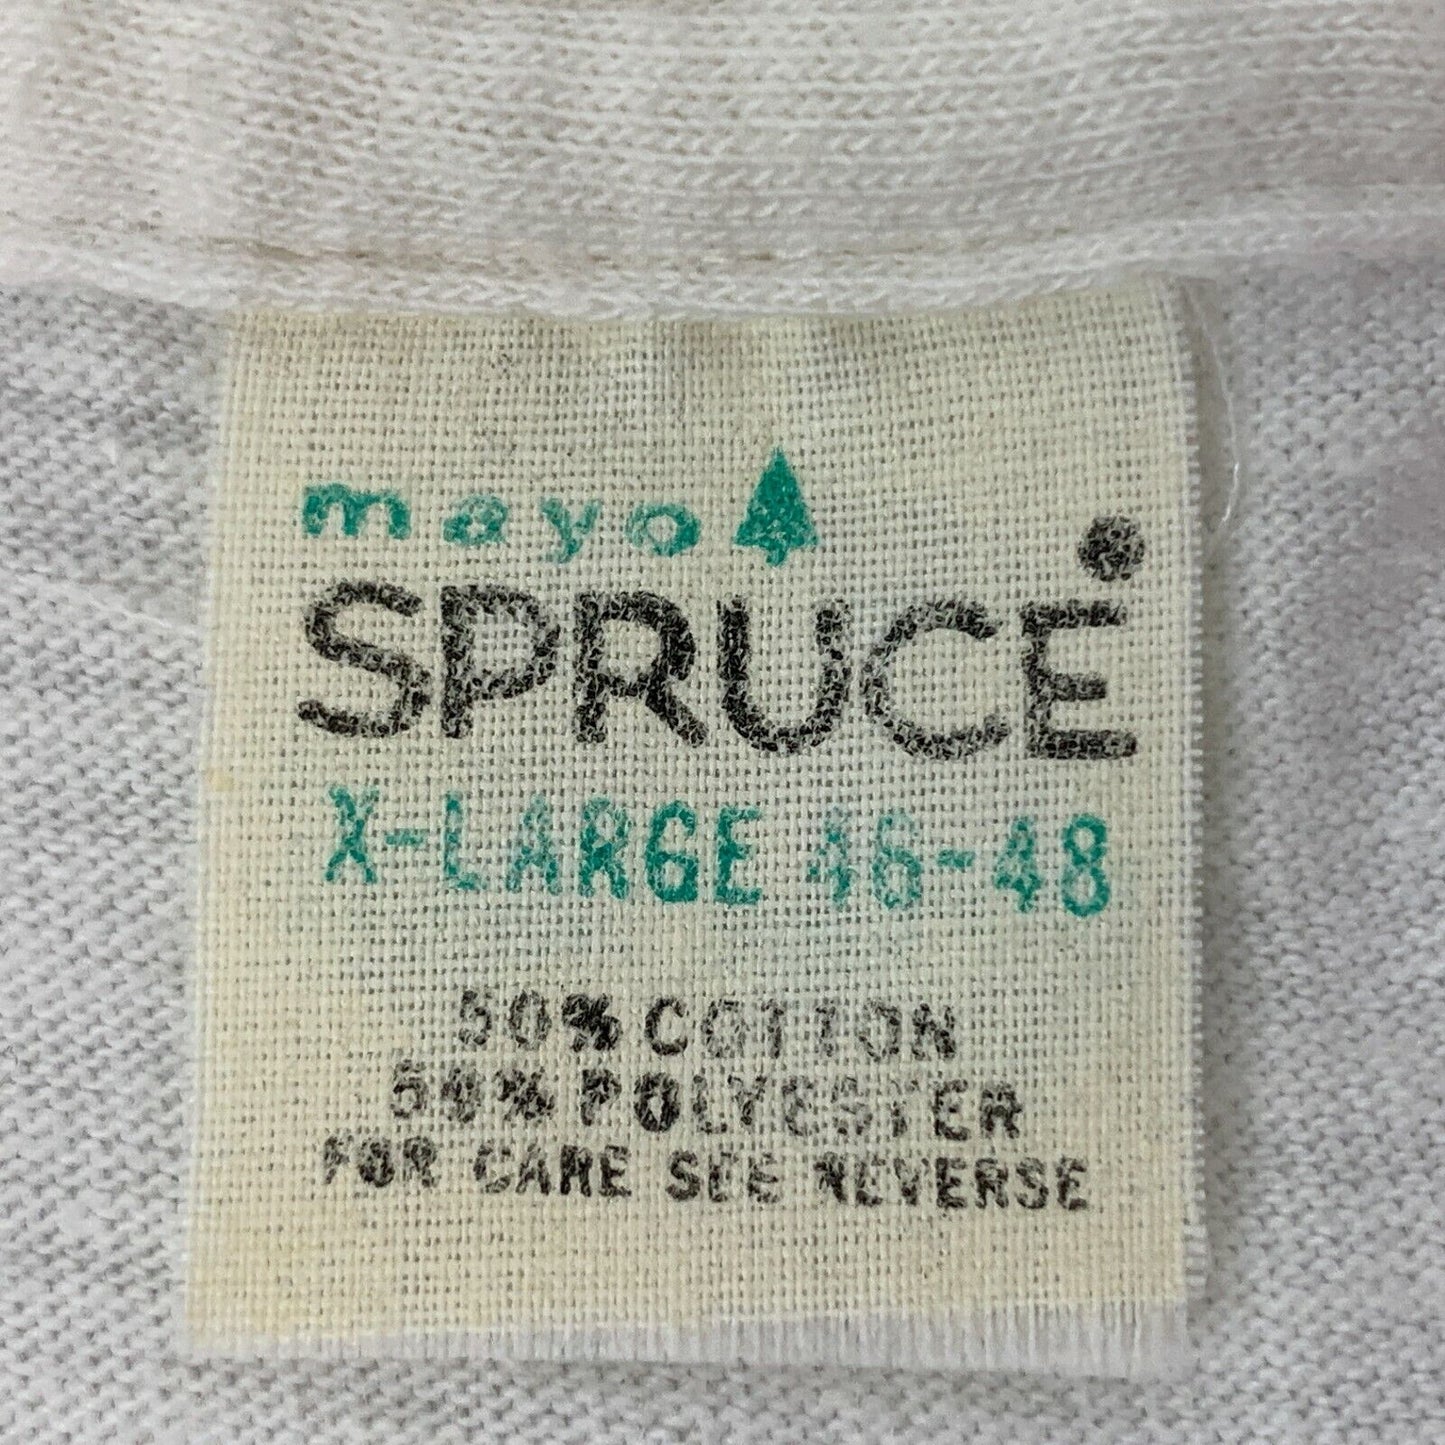 mayo
SPRUCE
X-LARGE 46-48
50% COTTON
50% POLYESTER
FOR CARE SEE REVERSE